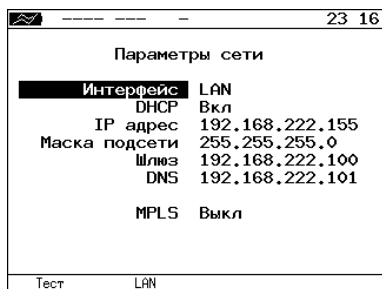 ---- --- - 23 16
Параметры сети
Интерфейс LAN
DHCP Вкл
IP адрес 192.168.222.155
Маска подсети 255.255.255.0
Шлюз 192.168.222.100
DNS 192.168.222.101
MPLS Выкл
Тест LAN